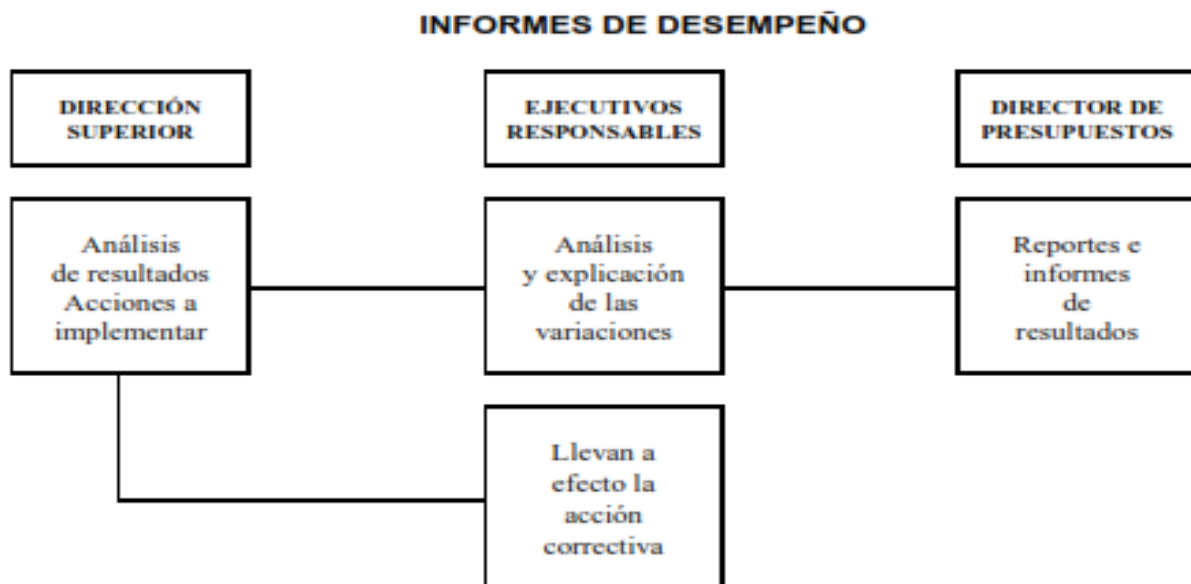 INFORMES DE DESEMPEÑO
DIRECCIÓN
SUPERIOR
EJECUTIVOS
RESPONSABLES
DIRECTOR DE
PRESUPUESTOS
Análisis
de resultados
Acciones a
implementar
Análisis
y explicación
de las
variaciones
Reportes e
informes
de
resultados
Llevan a
efecto la
acción
correctiva